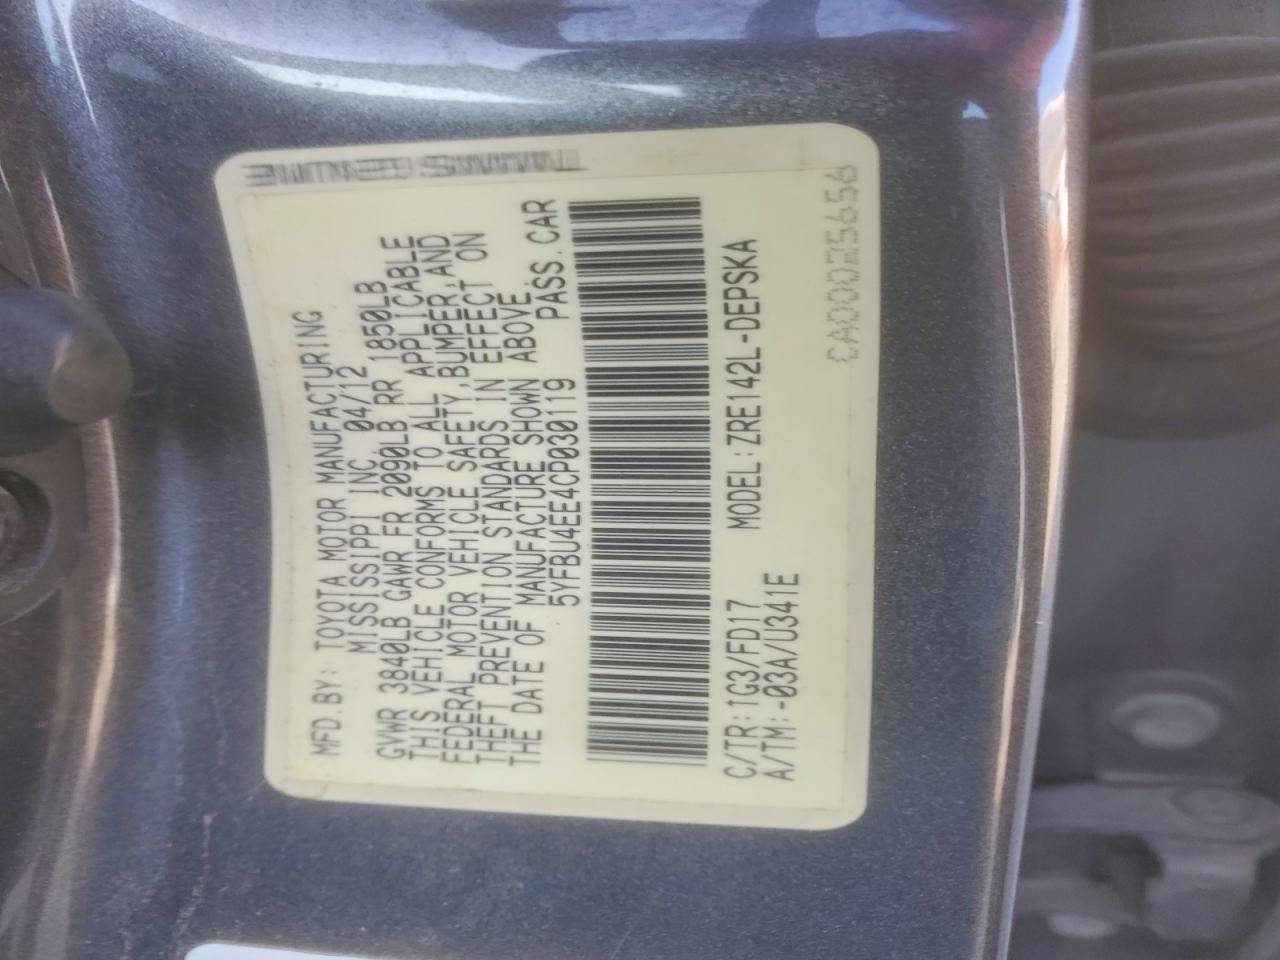 MFD.BY: TOYOTA MOTOR MANUFACTURING
MISSISSIPPI INC. 04/12
GVWR 3840LB GAWR FR 2090LB RR 1850LB
THIS VEHICLE CONFORMS TO ALL APPLICABLE
FEDERAL MOTOR VEHICLE SAFETY,BUMPER,AND
THEFT PREVENTION STANDARDS IN EFFECT ON
THE DATE OF MANUFACTURE SHOWN ABOVE.
5YFBU4EE4CP030119 PASS.CAR
MODEL:ZRE142L-DEPSKA
C/TR:1G3/FD17
A/TM:-03A/U341E
CA00025656